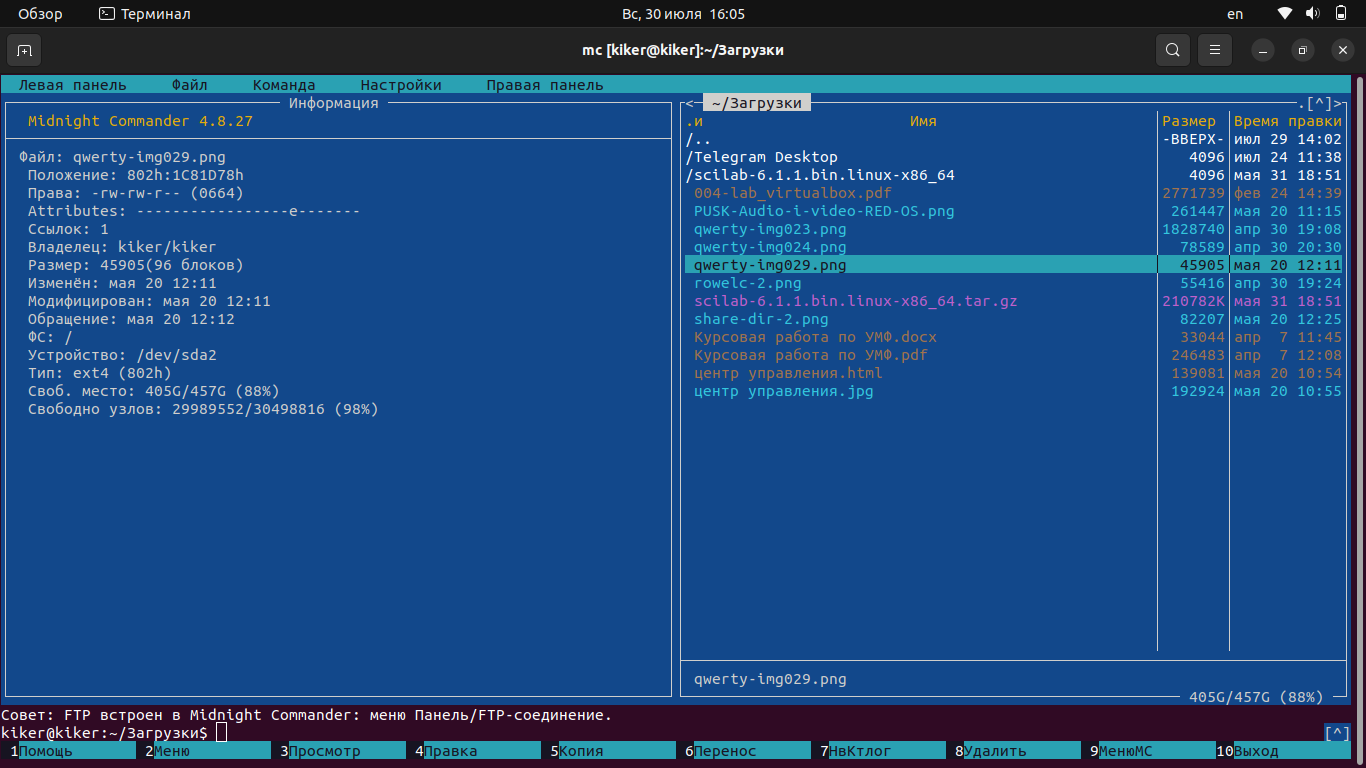 Обзор Терминал Вс, 30 июля 16:05 en
mc [kiker@kiker]:~/Загрузки
Левая панель Файл Команда Настройки Правая панель
Информация
Midnight Commander 4.8.27
Файл: qwerty-img029.png
Положение: 802h:1C81D78h
Права: -rw-rw-r-- (0664)
Attributes: -----------------e-------
Ссылок: 1
Владелец: kiker/kiker
Размер: 45905(96 блоков)
Изменён: мая 20 12:11
Модифицирован: мая 20 12:11
Обращение: мая 20 12:12
ФС: /
Устройство: /dev/sda2
Тип: ext4 (802h)
Своб. место: 405G/457G (88%)
Свободно узлов: 29989552/30498816 (98%)
<- ~/Загрузки .[^]>
.и Имя Размер Время правки
/.. -ВВЕРХ- июл 29 14:02
/Telegram Desktop 4096 июл 24 11:38
/scilab-6.1.1.bin.linux-x86_64 4096 мая 31 18:51
004-lab_virtualbox.pdf 2771739 фев 24 14:39
PUSK-Audio-i-video-RED-OS.png 261447 мая 20 11:15
qwerty-img023.png 1828740 апр 30 19:08
qwerty-img024.png 78589 апр 30 20:30
qwerty-img029.png 45905 мая 20 12:11
rowelc-2.png 55416 апр 30 19:24
scilab-6.1.1.bin.linux-x86_64.tar.gz 210782K мая 31 18:51
share-dir-2.png 82207 мая 20 12:25
Курсовая работа по УМФ.docx 33044 апр 7 11:45
Курсовая работа по УМФ.pdf 246483 апр 7 12:08
центр управления.html 139081 мая 20 10:54
центр управления.jpg 192924 мая 20 10:55
qwerty-img029.png
405G/457G (88%)
Совет: FTP встроен в Midnight Commander: меню Панель/FTP-соединение.
kiker@kiker:~/Загрузки$ [^]
1Помощь 2Меню 3Просмотр 4Правка 5Копия 6Перенос 7НвКтлог 8Удалить 9МенюМС 10Выход